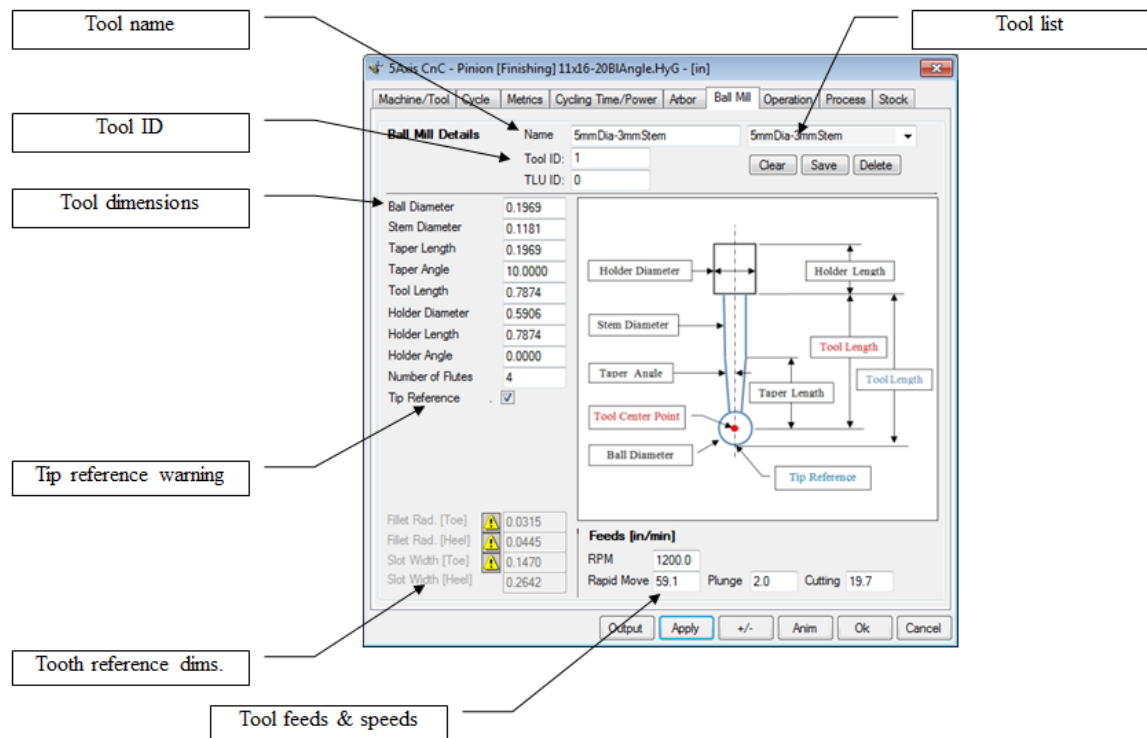 Tool name
Tool list
5Axis CnC - Pinion [Finishing] 11x16-20BlAngle.HyG - [in]
Machine/Tool Cycle Metrics Cycling Time/Power Arbor Ball Mill Operation Process Stock
Tool ID
Ball Mill Details Name 5mmDia-3mmStem 5mmDia-3mmStem
Tool ID: 1 Clear Save Delete
TLU ID: 0
Tool dimensions
Ball Diameter 0.1969
Stem Diameter 0.1181
Taper Length 0.1969
Taper Angle 10.0000
Tool Length 0.7874
Holder Diameter 0.5906
Holder Length 0.7874
Holder Angle 0.0000
Number of Flutes 4
Tip Reference .
Holder Diameter Holder Length
Stem Diameter
Tool Length
Taper Angle Tool Length
Taper Length
Tool Center Point
Ball Diameter
Tip Reference
Tip reference warning
Fillet Rad. [Toe] 0.0315
Fillet Rad. [Heel] 0.0445
Slot Width [Toe] 0.1470
Slot Width [Heel] 0.2642
Feeds [in/min]
RPM 1200.0
Rapid Move 59.1 Plunge 2.0 Cutting 19.7
Output Apply +/- Anim Ok Cancel
Tooth reference dims.
Tool feeds & speeds